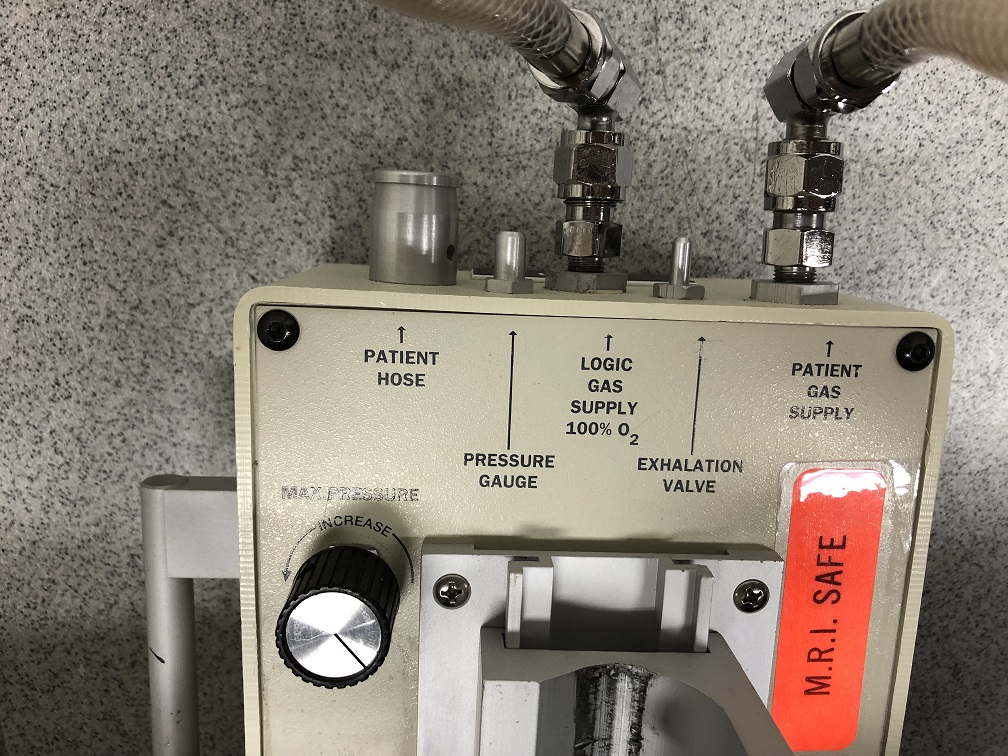 PATIENT
HOSE
LOGIC
GAS
SUPPLY
100% O₂
PATIENT
GAS
SUPPLY
PRESSURE
GAUGE
EXHALATION
VALVE
MAX.PRESSURE
INCREASE
M.R.I. SAFE